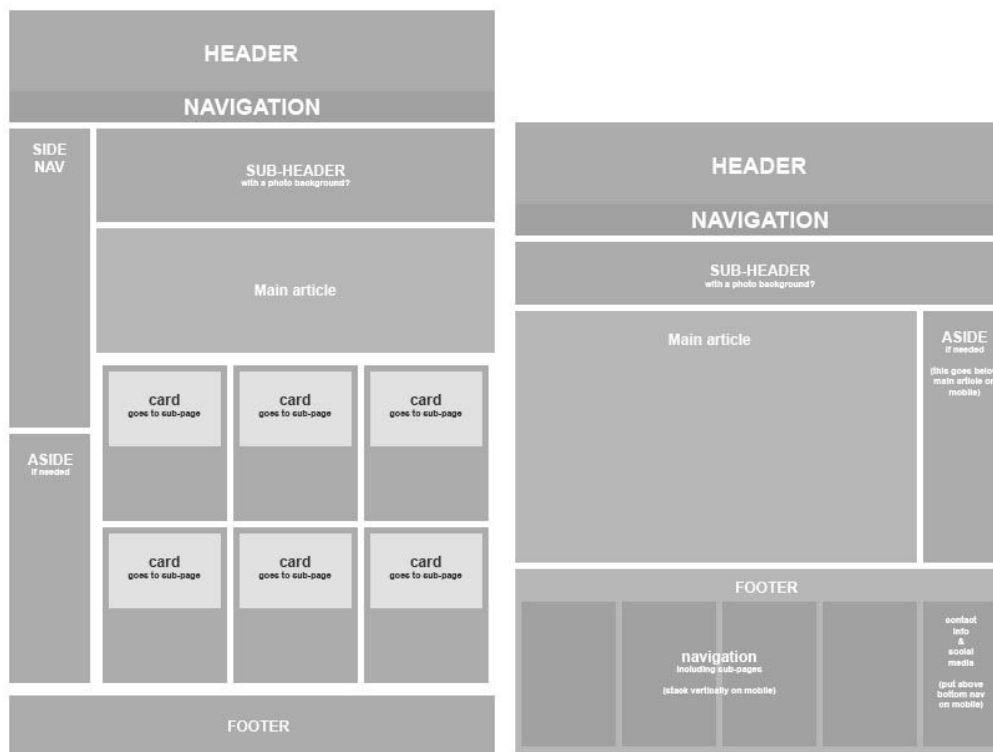 HEADER
NAVIGATION
SIDE
NAV
SUB-HEADER
with a photo background?
Main article
card
goes to sub-page
card
goes to sub-page
card
goes to sub-page
ASIDE
if needed
card
goes to sub-page
card
goes to sub-page
card
goes to sub-page
FOOTER
HEADER
NAVIGATION
SUB-HEADER
with a photo background?
Main article
ASIDE
if needed
(this goes below
main article on
mobile)
FOOTER
navigation
including sub-pages
(stack vertically on mobile)
contact
info
&
social
media
(put above
bottom nav
on mobile)